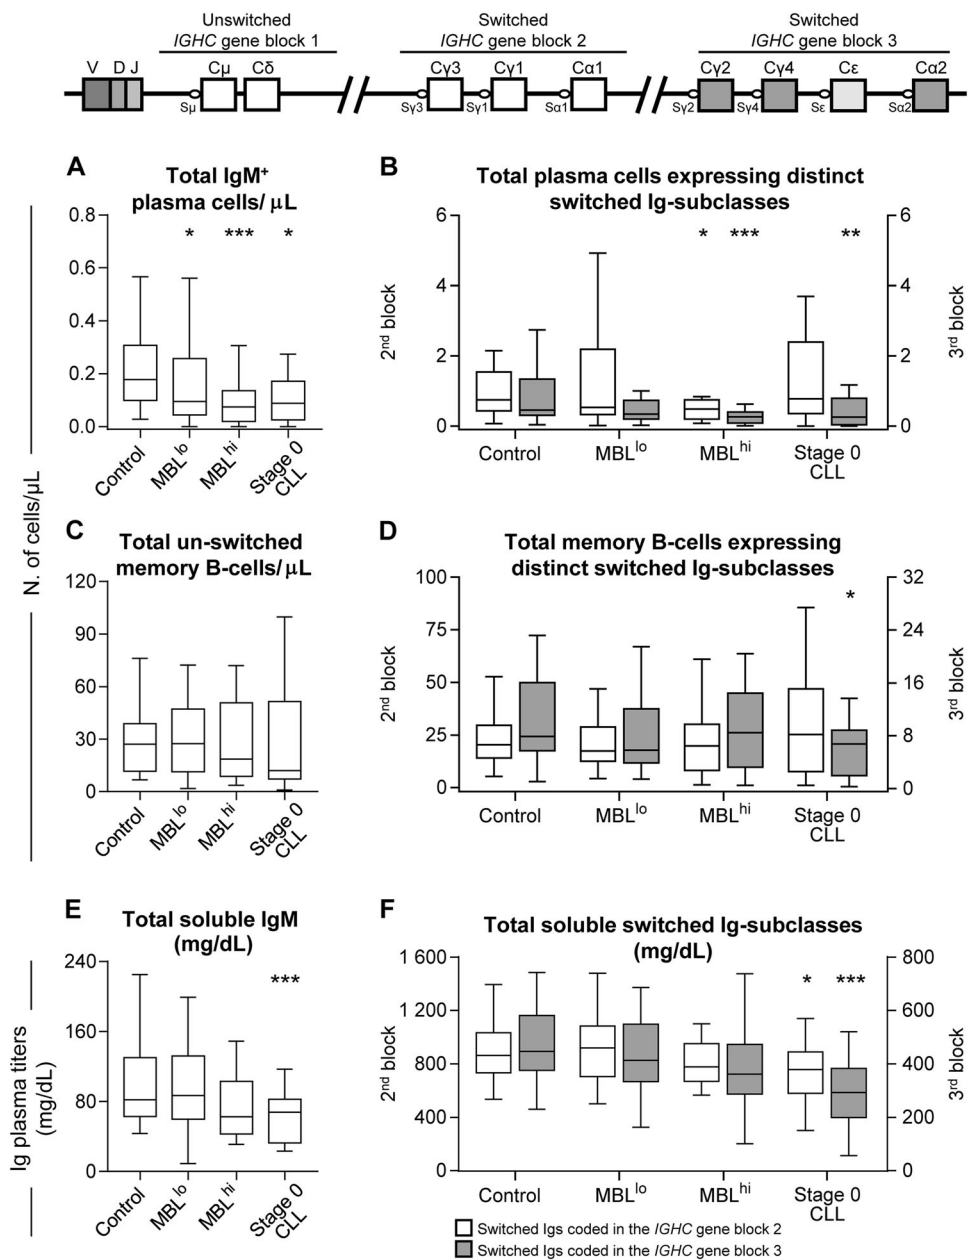 Unswitched
IGHC gene block 1
Switched
IGHC gene block 2
Switched
IGHC gene block 3
V D J Cμ Cδ Cγ3 Cγ1 Cα1 Cγ2 Cγ4 Cε Cα2
Sμ Sγ3 Sγ1 Sα1 Sγ2 Sγ4 Sε Sα2
N. of cells/μL
A
Total IgM⁺
plasma cells/ μL
0.8
0.6
0.4
0.2
0.0
* *** *
Control
MBLˡᵒ
MBLʰⁱ
Stage 0
CLL
B
Total plasma cells expressing distinct
switched Ig-subclasses
2ⁿᵈ block
6
4
2
0
* *** **
6
4
2
0
3ʳᵈ block
Control
MBLˡᵒ
MBLʰⁱ
Stage 0
CLL
C
Total un-switched
memory B-cells/ μL
120
90
60
30
0
Control
MBLˡᵒ
MBLʰⁱ
Stage 0
CLL
D
Total memory B-cells expressing
distinct switched Ig-subclasses
2ⁿᵈ block
100
75
50
25
0
*
32
24
16
8
0
3ʳᵈ block
Control
MBLˡᵒ
MBLʰⁱ
Stage 0
CLL
Ig plasma titers
(mg/dL)
E
Total soluble IgM
(mg/dL)
240
160
80
0
***
Control
MBLˡᵒ
MBLʰⁱ
Stage 0
CLL
F
Total soluble switched Ig-subclasses
(mg/dL)
2ⁿᵈ block
1 600
1 200
800
400
0
* ***
800
600
400
200
0
3ʳᵈ block
Control
MBLˡᵒ
MBLʰⁱ
Stage 0
CLL
Switched Igs coded in the IGHC gene block 2
Switched Igs coded in the IGHC gene block 3